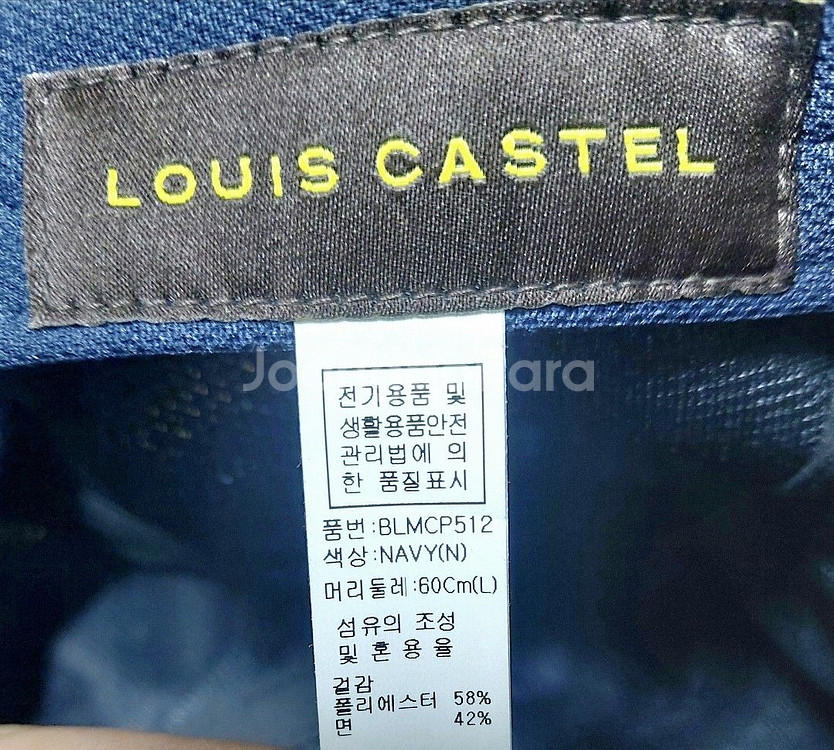 LOUIS CASTEL
전기용품 및
생활용품안전
관리법에 의
한 품질표시
품번:BLMCP512
색상:NAVY(N)
머리둘레:60Cm(L)
섬유의 조성
및 혼용율
겉감
폴리에스터 58%
면 42%